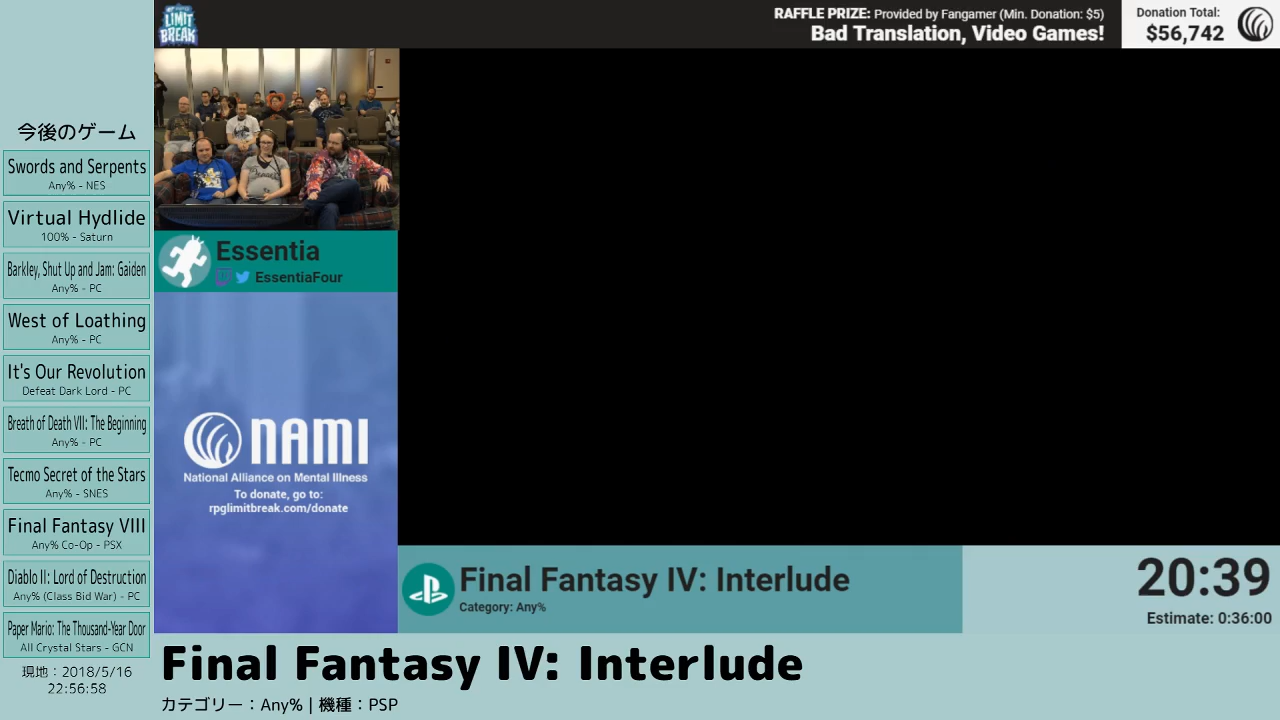 LIMIT
BREAK
RAFFLE PRIZE: Provided by Fangamer (Min. Donation: $5)
Bad Translation, Video Games!
Donation Total:
$56,742
今後のゲーム
Swords and Serpents
Any% - NES
Virtual Hydlide
100% - Saturn
Barkley, Shut Up and Jam: Gaiden
Any% - PC
West of Loathing
Any% - PC
It's Our Revolution
Defeat Dark Lord - PC
Breath of Death VII: The Beginning
Any% - PC
Tecmo Secret of the Stars
Any% - SNES
Final Fantasy VIII
Any% Co-Op - PSX
Diablo II: Lord of Destruction
Any% (Class Bid War) - PC
Paper Mario: The Thousand-Year Door
All Crystal Stars - GCN
現地：2018/5/16
22:56:58
Essentia
EssentiaFour
NAMI
National Alliance on Mental Illness
To donate, go to:
rpglimitbreak.com/donate
Final Fantasy IV: Interlude
Category: Any%
20:39
Estimate: 0:36:00
Final Fantasy IV: Interlude
カテゴリー：Any% | 機種：PSP